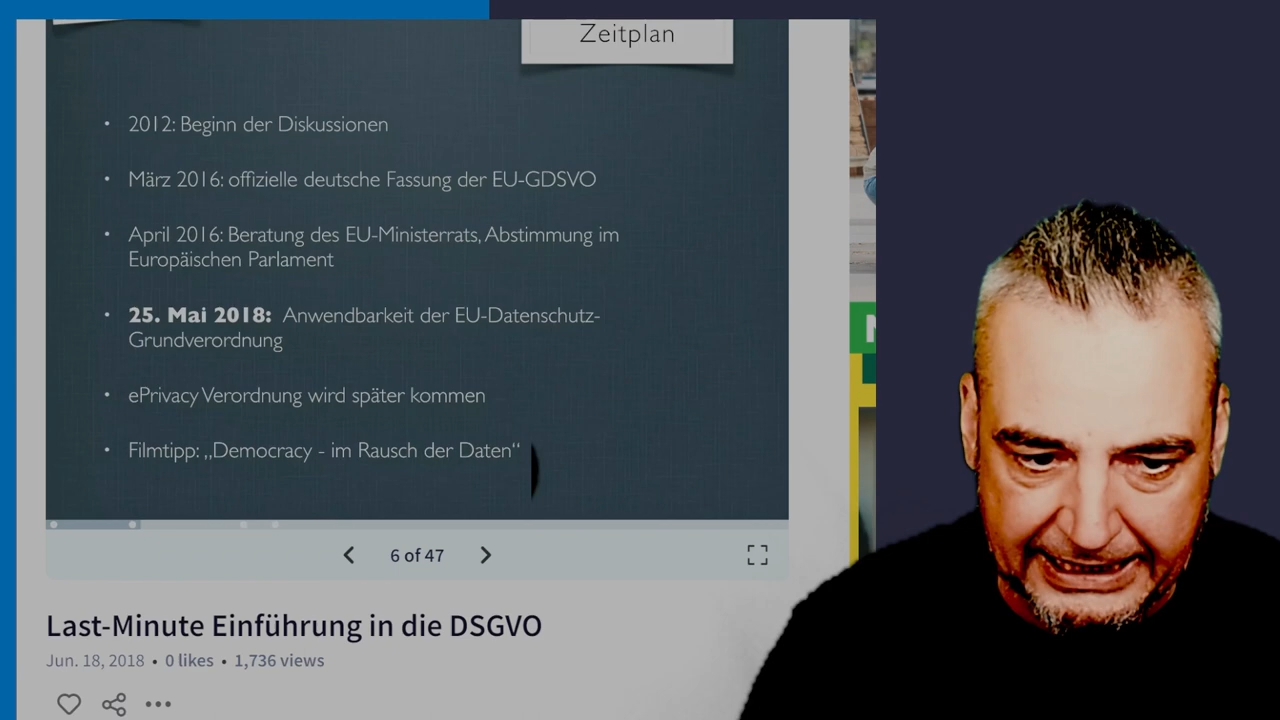 Zeitplan
• 2012: Beginn der Diskussionen
• März 2016: offizielle deutsche Fassung der EU-GDSVO
• April 2016: Beratung des EU-Ministerrats, Abstimmung im
Europäischen Parlament
• 25. Mai 2018: Anwendbarkeit der EU-Datenschutz-
Grundverordnung
• ePrivacy Verordnung wird später kommen
• Filmtipp: „Democracy - im Rausch der Daten“
6 of 47
Last-Minute Einführung in die DSGVO
Jun. 18, 2018 • 0 likes • 1,736 views